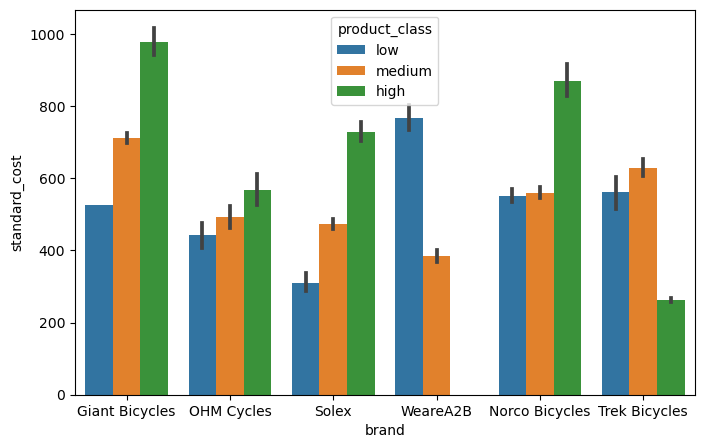 product_class
low
medium
high
1000
800
600
400
200
0
standard_cost
Giant Bicycles OHM Cycles Solex WeareA2B Norco Bicycles Trek Bicycles
brand